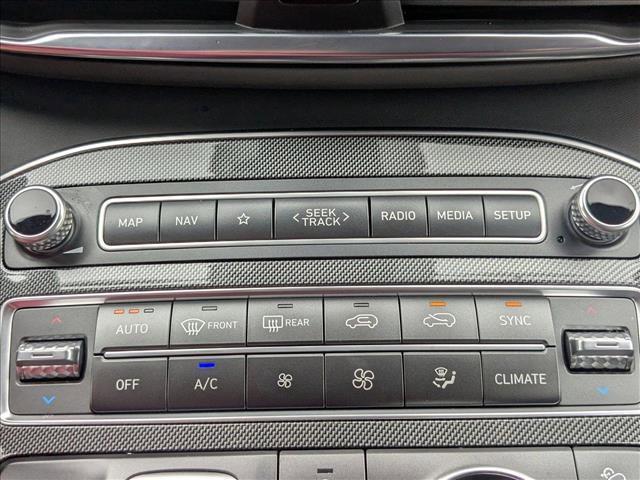 MAP NAV < SEEK TRACK > RADIO MEDIA SETUP
AUTO FRONT REAR SYNC
OFF A/C CLIMATE